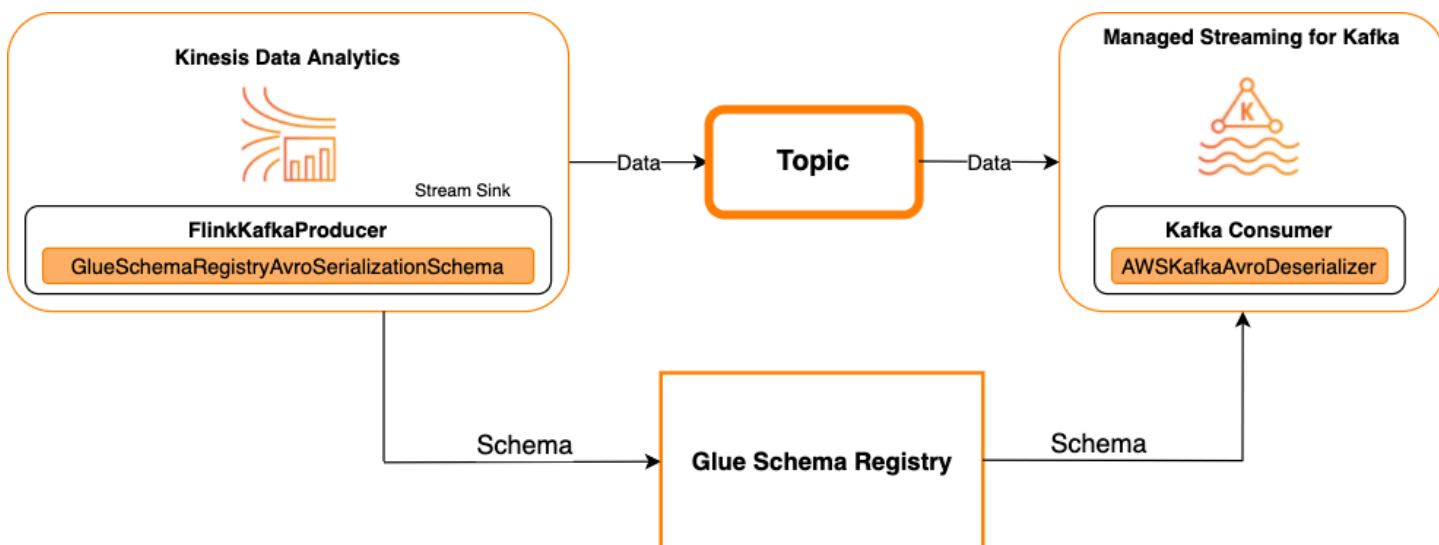 Kinesis Data Analytics
Stream Sink
FlinkKafkaProducer
GlueSchemaRegistryAvroSerializationSchema
Data
Topic
Data
Managed Streaming for Kafka
K
Kafka Consumer
AWSKafkaAvroDeserializer
Schema
Glue Schema Registry
Schema